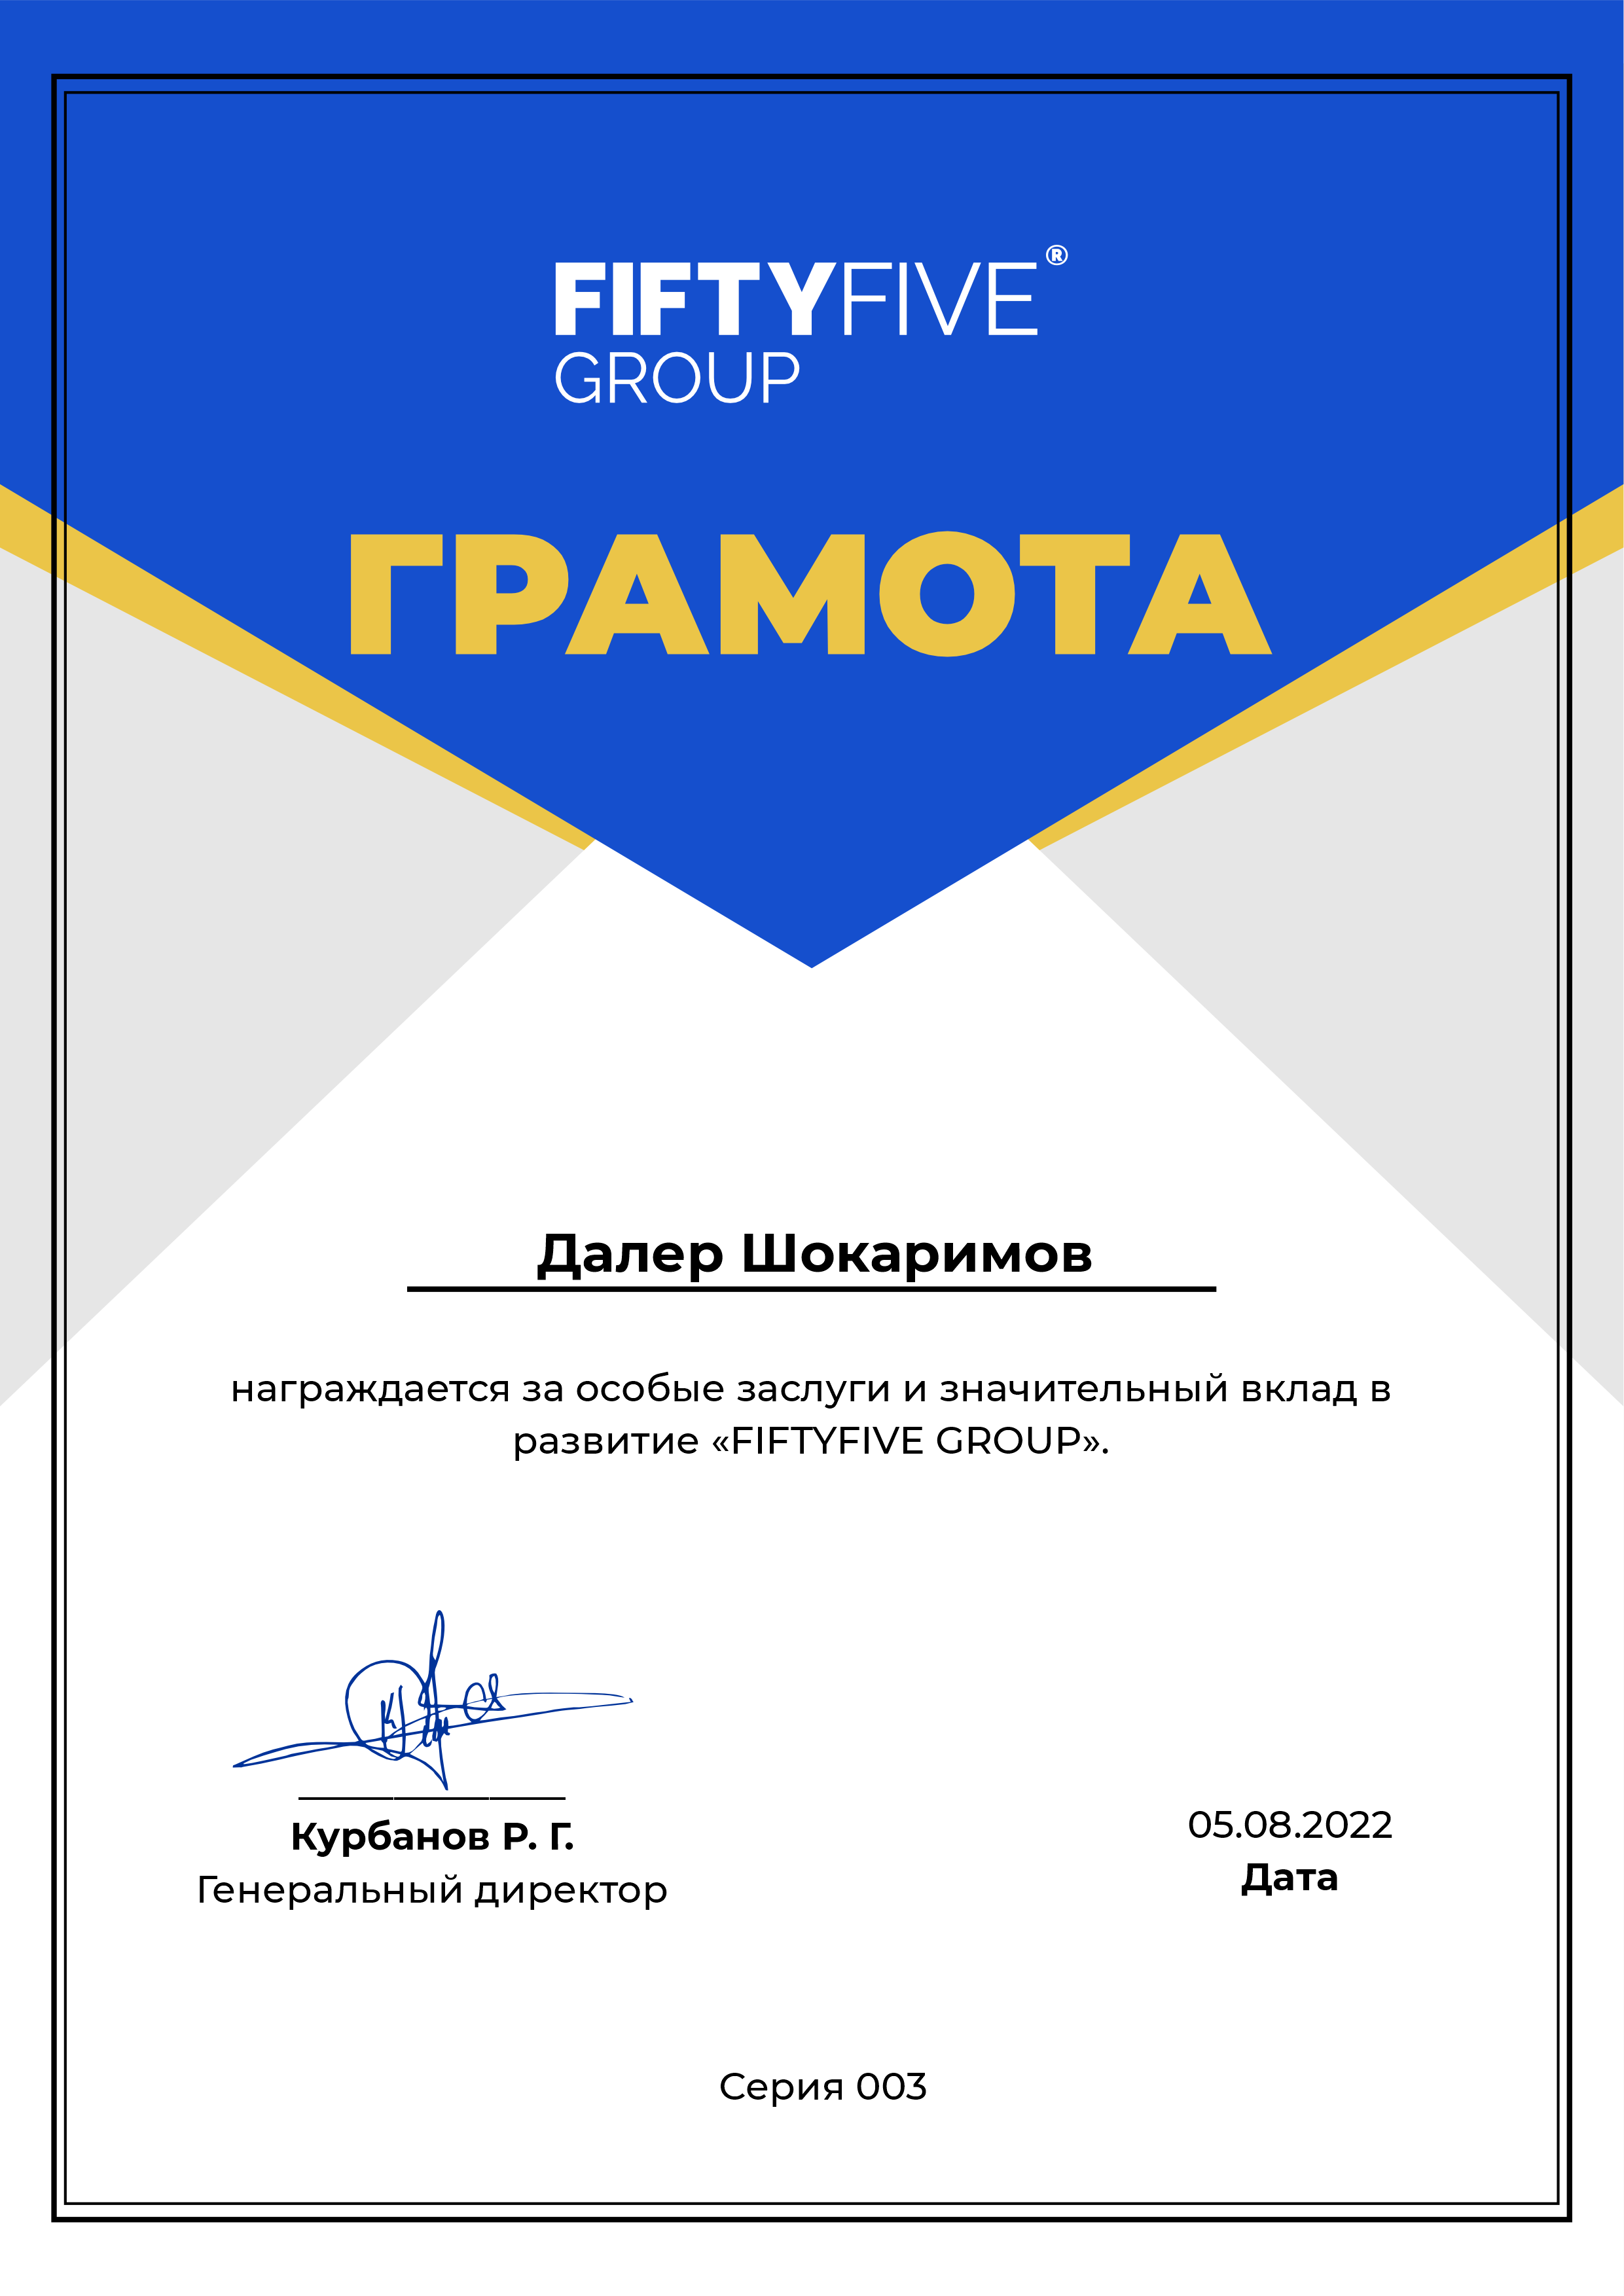 FIFTYFIVE®
GROUP
ГРАМОТА
Далер Шокаримов
награждается за особые заслуги и значительный вклад в
развитие «FIFTYFIVE GROUP».
Курбанов Р. Г.
Генеральный директор
05.08.2022
Дата
Серия 003